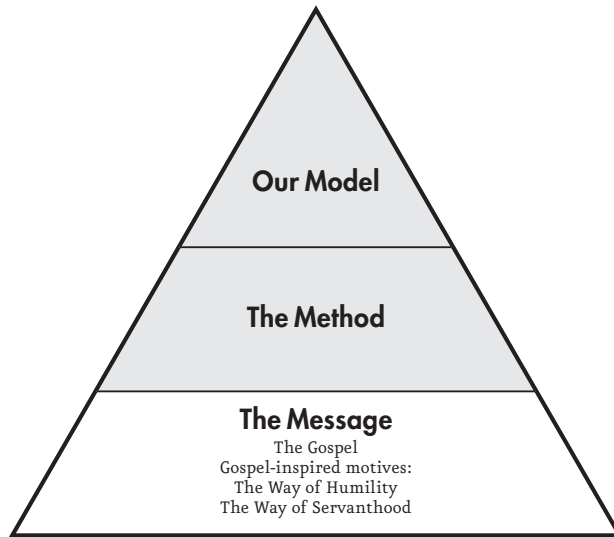 Our Model
The Method
The Message
The Gospel
Gospel-inspired motives:
The Way of Humility
The Way of Servanthood